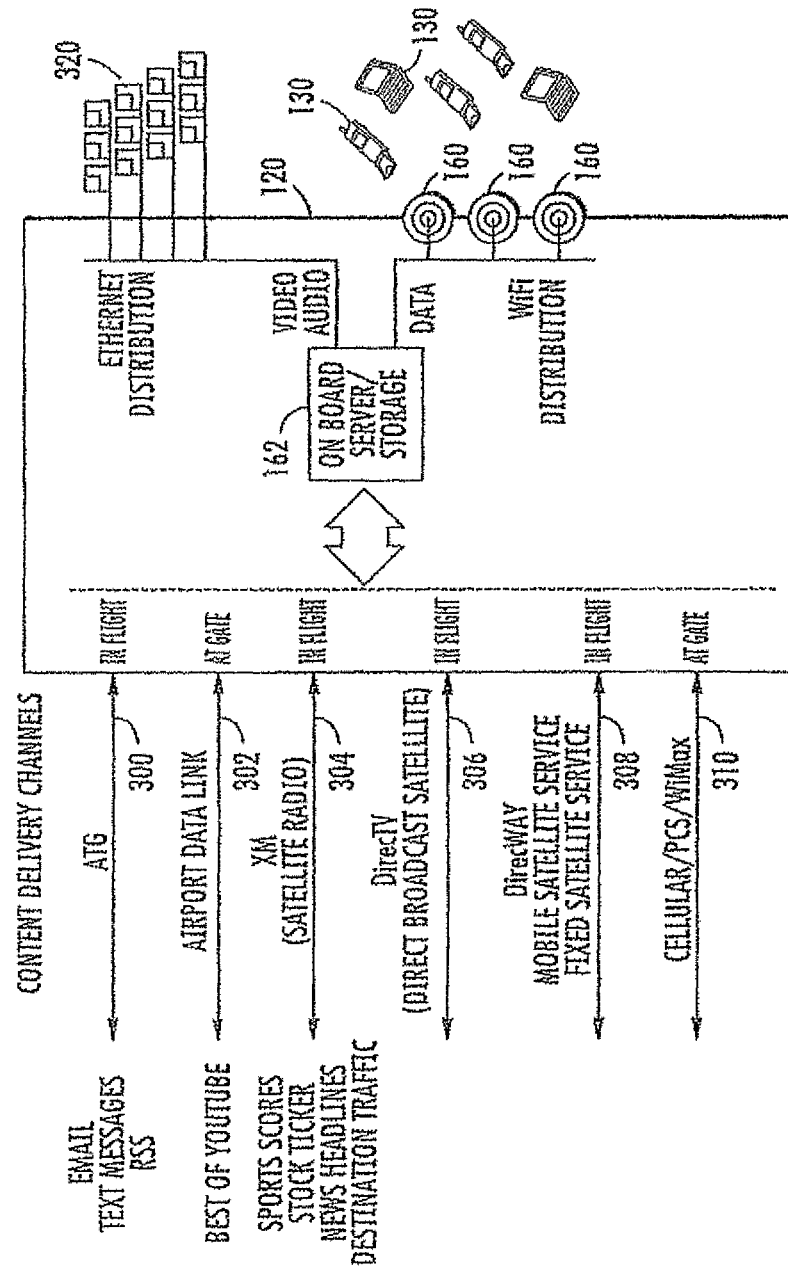 CONTENT DELIVERY CHANNELS
EMAIL
TEXT MESSAGES
RSS
ATG
300
IN FLIGHT
BEST OF YOUTUBE
AIRPORT DATA LINK
302
AT GATE
SPORTS SCORES
STOCK TICKER
NEWS HEADLINES
DESTINATION TRAFFIC
XM
(SATELLITE RADIO)
304
IN FLIGHT
DirecTV
(DIRECT BROADCAST SATELLLITE)
306
IN FLIGHT
DirecWAY
MOBILE SATELLITE SERVICE
FIXED SATELLITE SERVICE
308
IN FLIGHT
CELLULAR/PCS/WiMax
310
AT GATE
162
ON BOARD
SERVER/
STORAGE
ETHERNET
DISTRIBUTION
VIDEO
AUDIO
DATA
WiFi
DISTRIBUTION
320
120
130
130
160
160
160